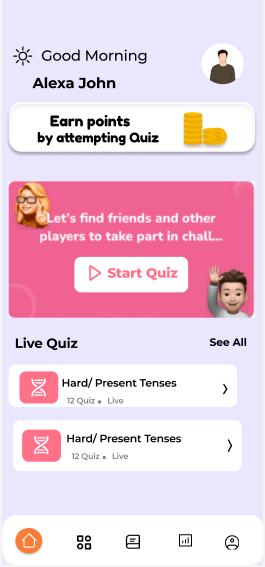 Good Morning
Alexa John
Earn points
by attempting Quiz
Let's find friends and other
players to take part in chall...
Start Quiz
Live Quiz
See All
Hard/ Present Tenses
12 Quiz • Live
Hard/ Present Tenses
12 Quiz • Live